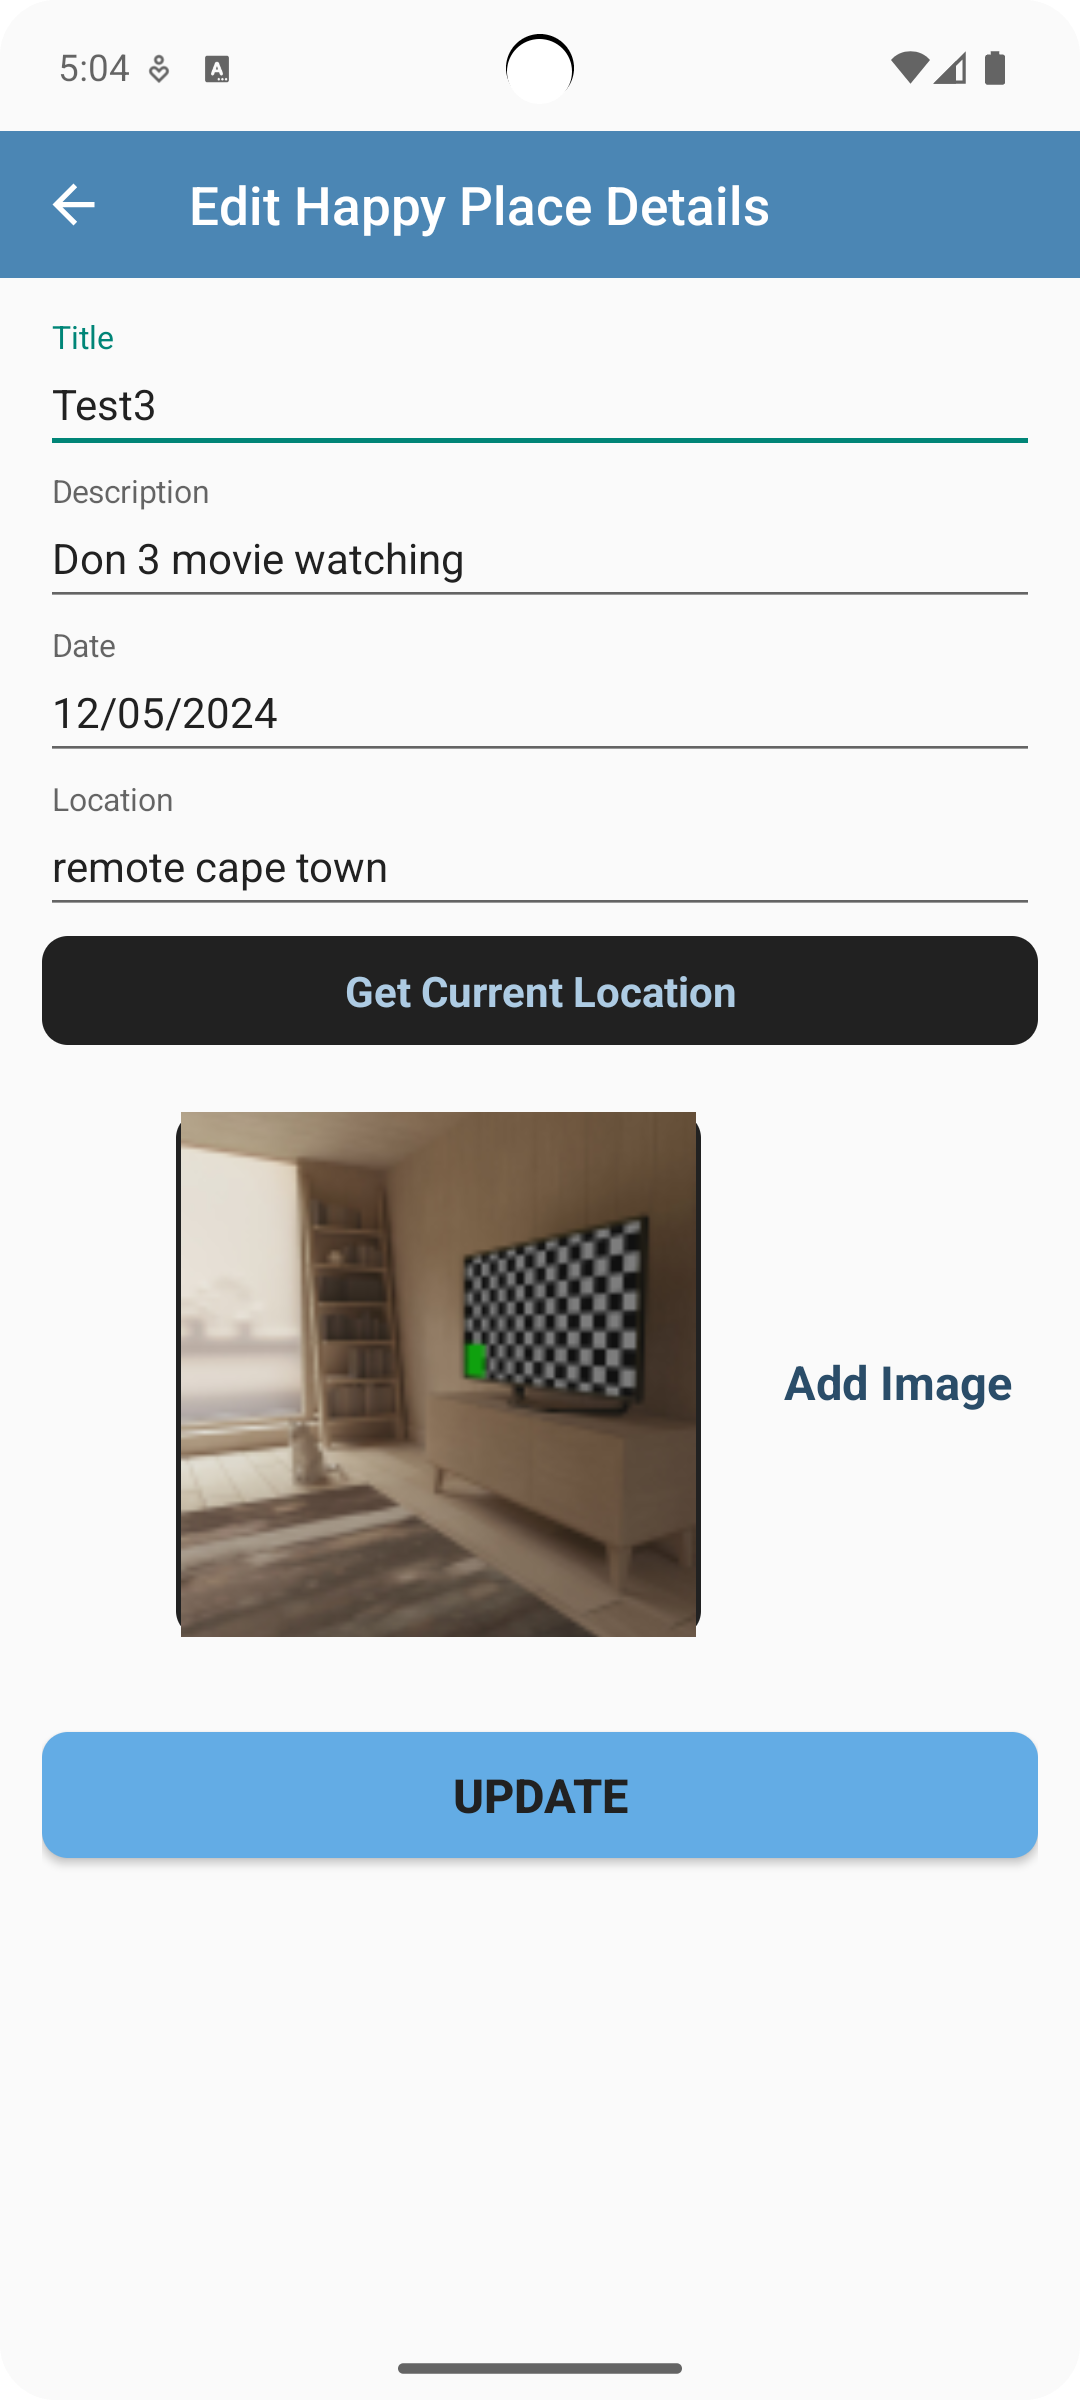 5:04
Edit Happy Place Details
Title
Test3
Description
Don 3 movie watching
Date
12/05/2024
Location
remote cape town
Get Current Location
Add Image
UPDATE